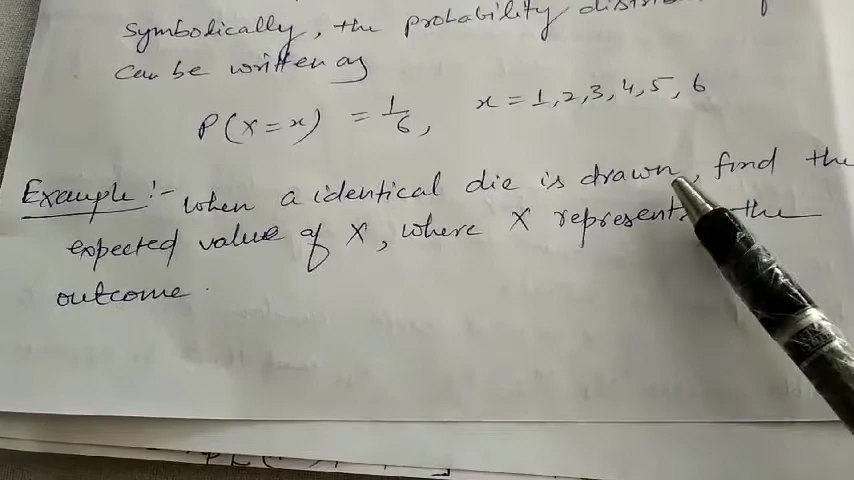 symbolically, the probability
can be written as
P(X=x) = 1/6, x = 1,2,3,4,5,6
Example :- when a identical die is drawn, find the
expected value of X, where X represents the
outcome.